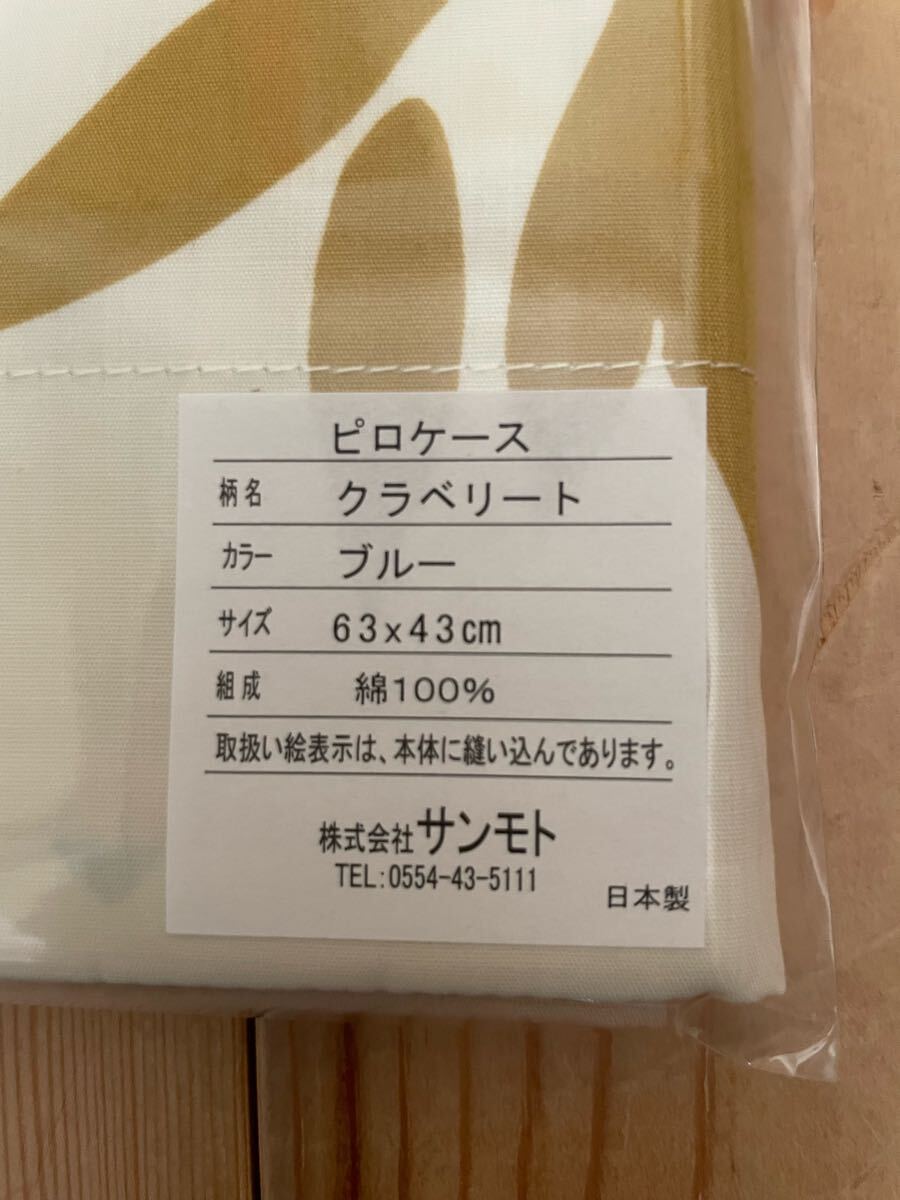 ピロケース
柄名 クラベリート
カラー ブルー
サイズ 63x43cm
組成 綿100%
取扱い絵表示は、本体に縫い込んであります。
株式会社サンモト
TEL:0554-43-5111
日本製